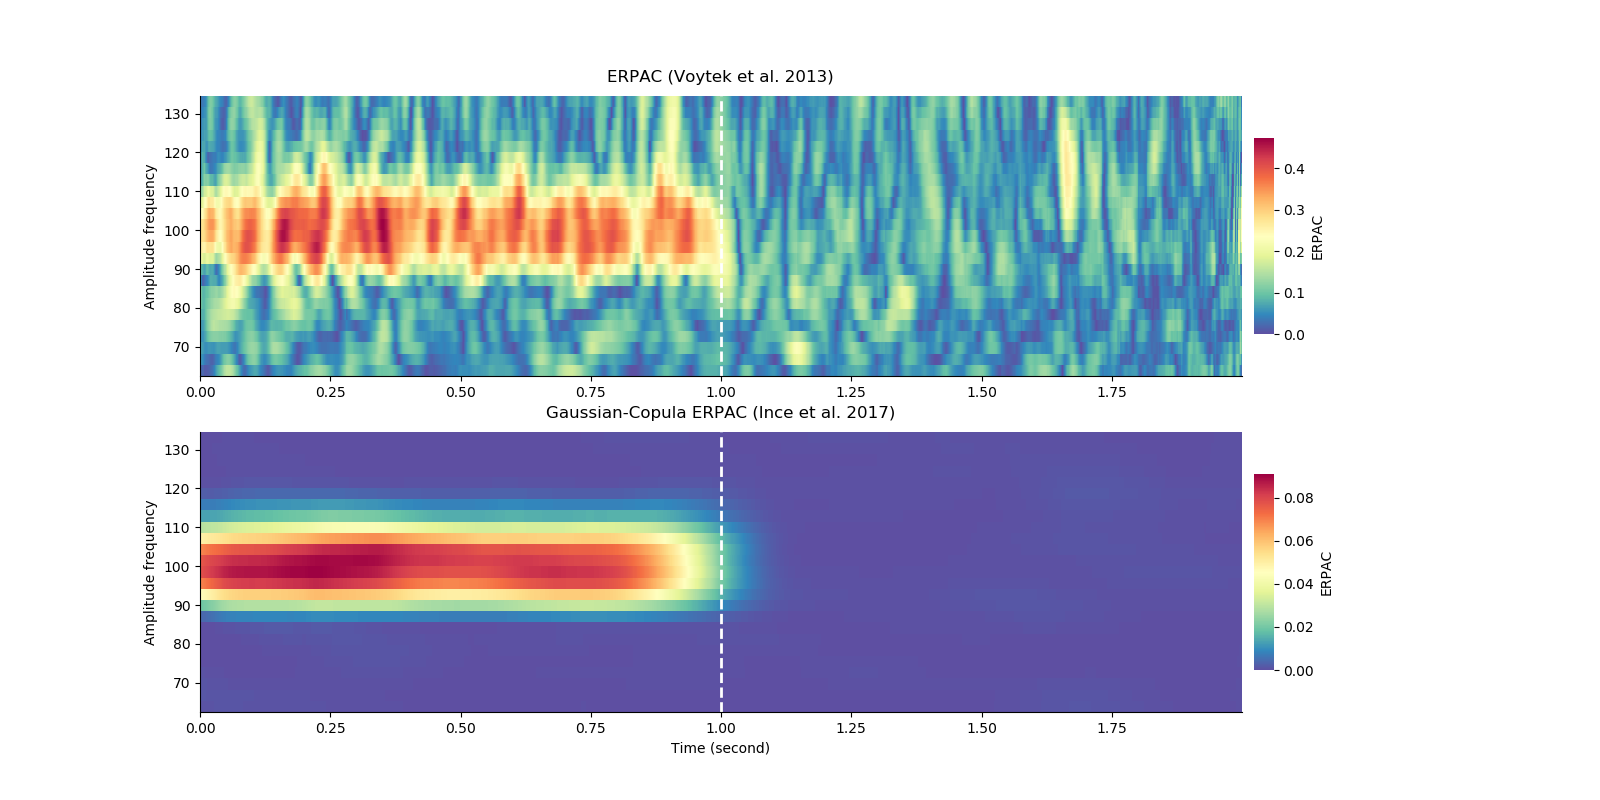 ERPAC (Voytek et al. 2013)
Amplitude frequency
130
120
110
100
90
80
70
0.00 0.25 0.50 0.75 1.00 1.25 1.50 1.75
0.4
0.3
0.2
0.1
0.0
ERPAC
Gaussian-Copula ERPAC (Ince et al. 2017)
Amplitude frequency
130
120
110
100
90
80
70
0.00 0.25 0.50 0.75 1.00 1.25 1.50 1.75
Time (second)
0.08
0.06
0.04
0.02
0.00
ERPAC